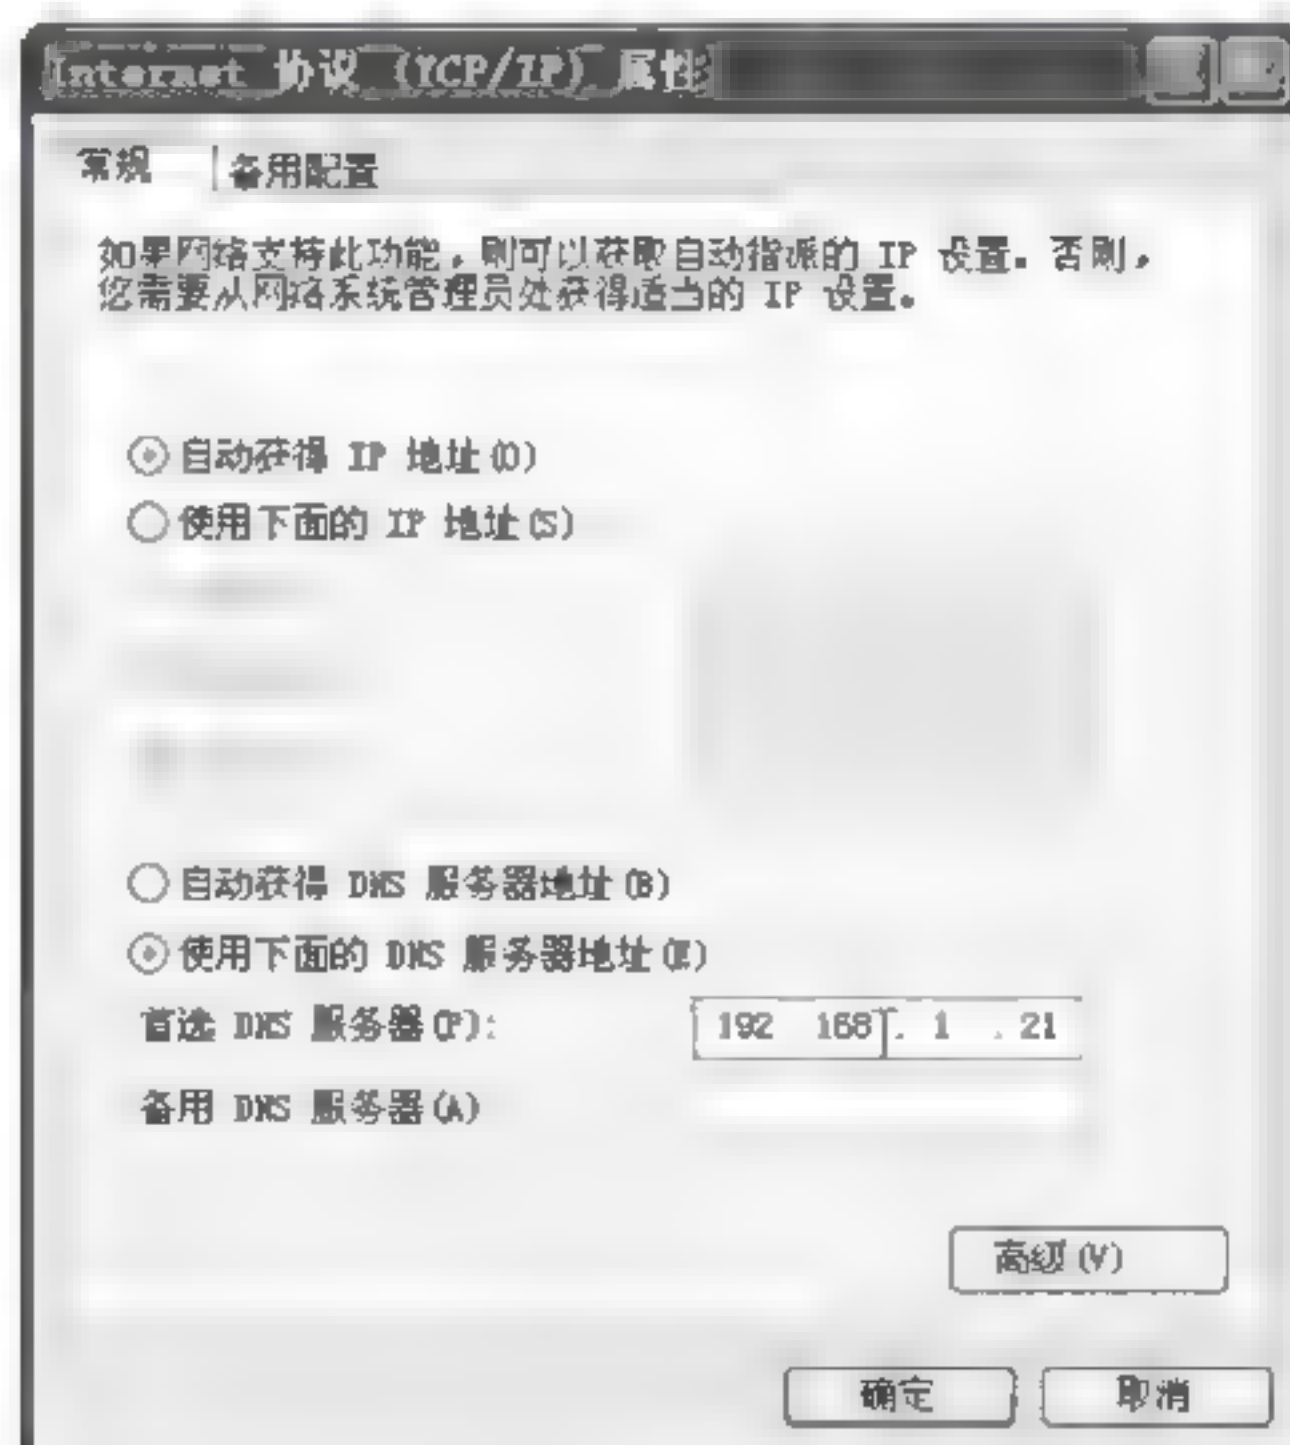 Internet 协议 (TCP/IP) 属性
常规 备用配置
如果网络支持此功能，则可以获取自动指派的 IP 设置。否则，
您需要从网络系统管理员处获得适当的 IP 设置。
自动获得 IP 地址(O)
使用下面的 IP 地址(S)
自动获得 DNS 服务器地址(B)
使用下面的 DNS 服务器地址(E)
首选 DNS 服务器(P): 192 168 . 1 . 21
备用 DNS 服务器(A)
高级(V)
确定 取消